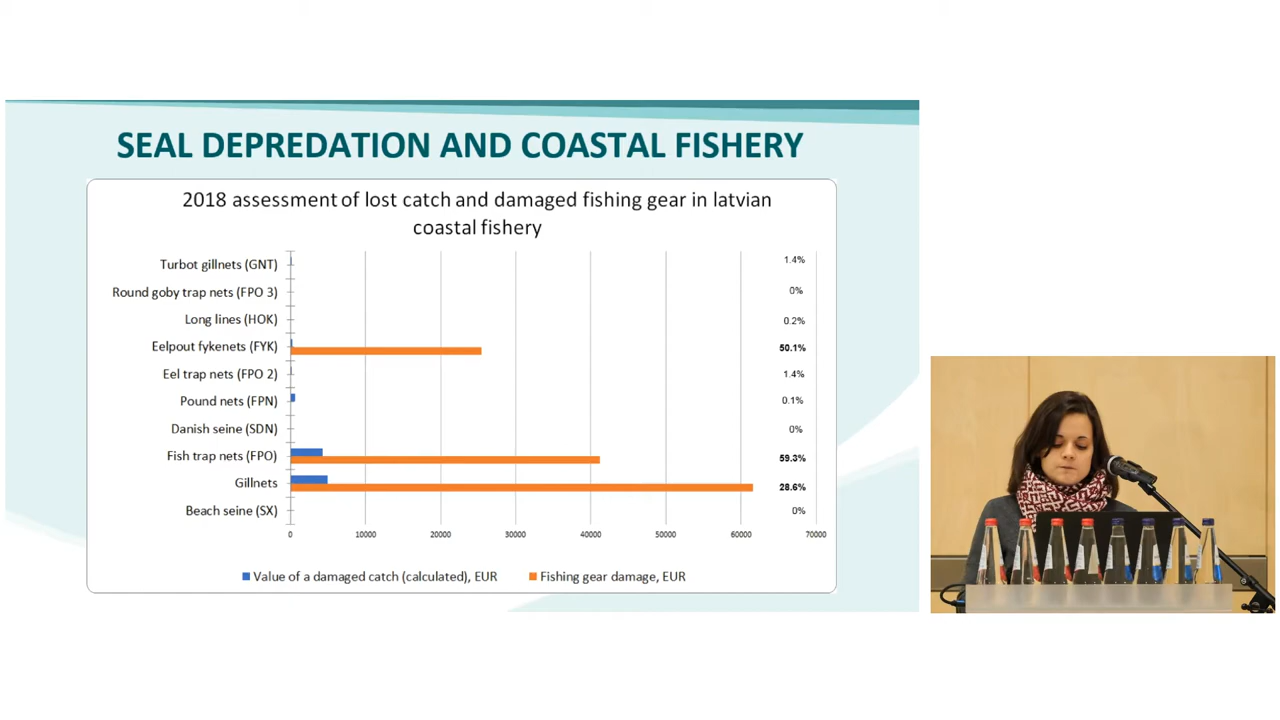 SEAL DEPREDATION AND COASTAL FISHERY
2018 assessment of lost catch and damaged fishing gear in latvian
coastal fishery
Turbot gillnets (GNT) 1.4%
Round goby trap nets (FPO 3) 0%
Long lines (HOK) 0.2%
Eelpout fykenets (FYK) 50.1%
Eel trap nets (FPO 2) 1.4%
Pound nets (FPN) 0.1%
Danish seine (SDN) 0%
Fish trap nets (FPO) 59.3%
Gillnets 28.6%
Beach seine (SX) 0%
0 10000 20000 30000 40000 50000 60000 70000
Value of a damaged catch (calculated), EUR Fishing gear damage, EUR